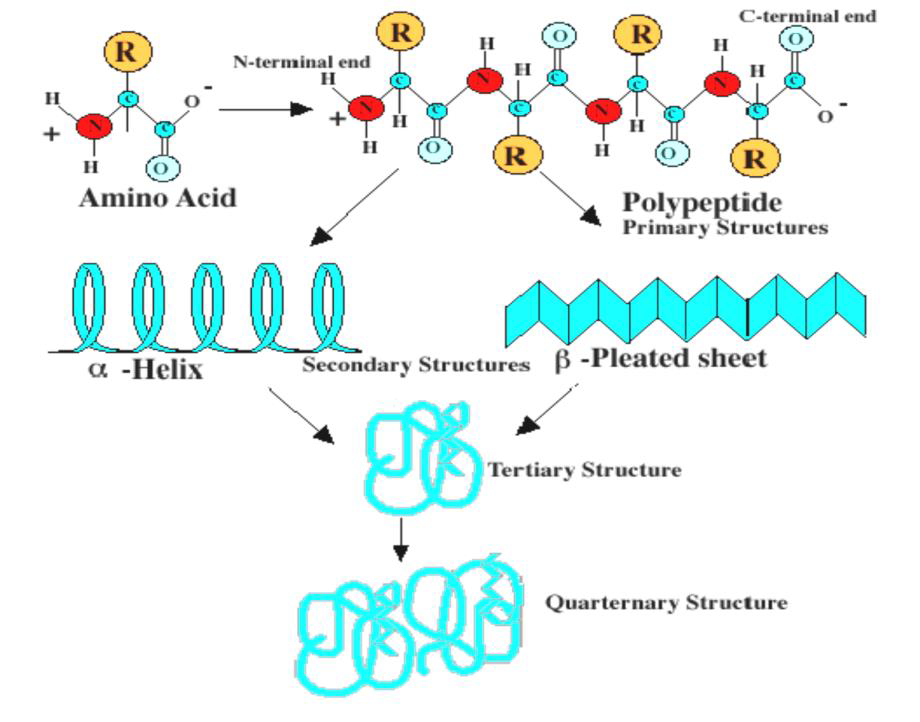 C-terminal end
N-terminal end
R
H
N
+
H
C
C
O
O -
Amino Acid
H
+
N
H
R
C
H
C
O
H
N
H
C
R
O
C
N
H
R
C
H
C
O
H
N
H
C
R
O
C
O -
Polypeptide
Primary Structures
α -Helix
Secondary Structures
β -Pleated sheet
Tertiary Structure
Quarternary Structure